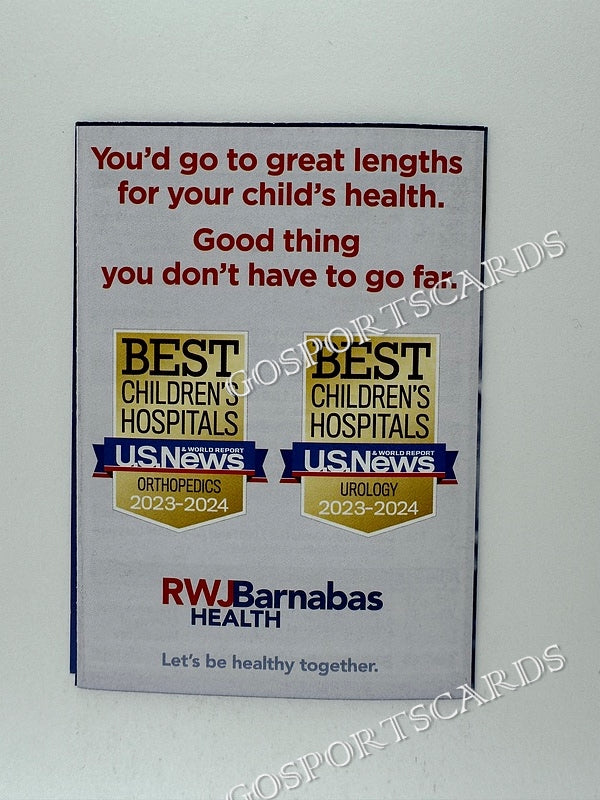 You'd go to great lengths
for your child's health.
Good thing
you don't have to go far.
BEST
CHILDREN'S
HOSPITALS
& WORLD REPORT
U.S.News
ORTHOPEDICS
2023-2024
BEST
CHILDREN'S
HOSPITALS
& WORLD REPORT
U.S.News
UROLOGY
2023-2024
RWJBarnabas
HEALTH
Let's be healthy together.
GOSPORTSCARDS
GOSPORTSCARDS